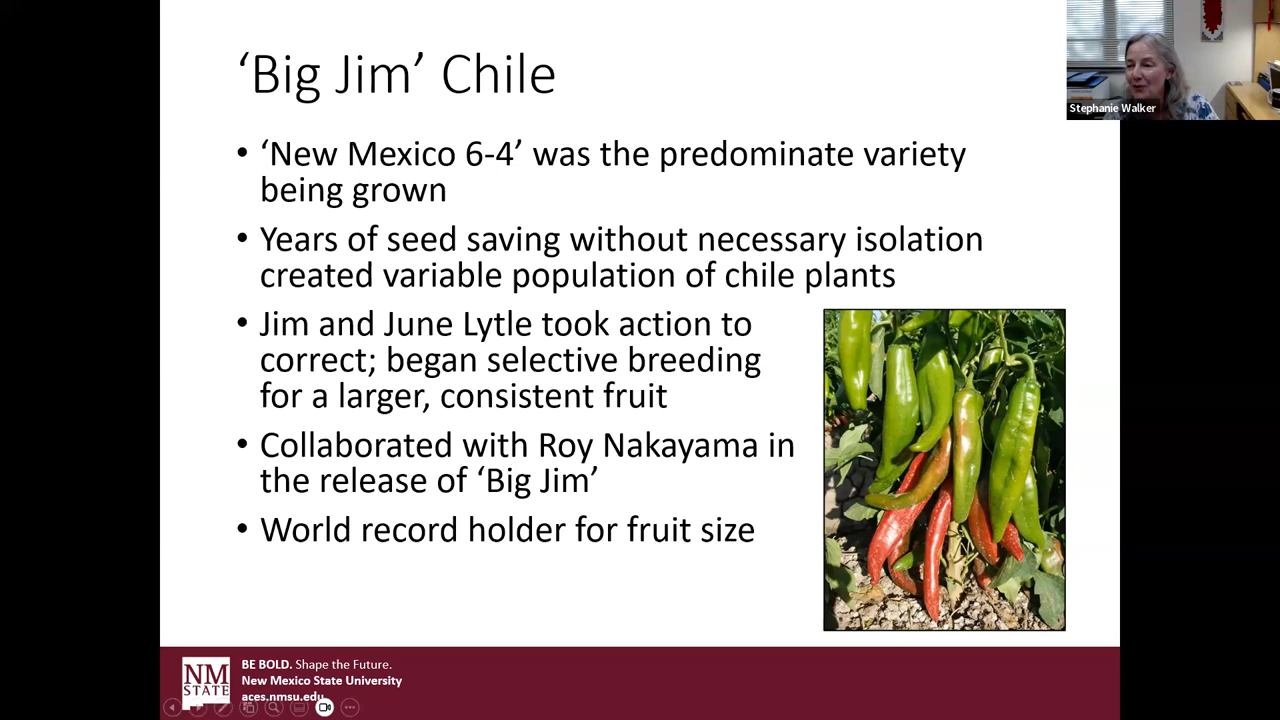 ‘Big Jim’ Chile
Stephanie Walker
• ‘New Mexico 6-4’ was the predominate variety
being grown
• Years of seed saving without necessary isolation
created variable population of chile plants
• Jim and June Lytle took action to
correct; began selective breeding
for a larger, consistent fruit
• Collaborated with Roy Nakayama in
the release of ‘Big Jim’
• World record holder for fruit size
NM
STATE
BE BOLD. Shape the Future.
New Mexico State University
aces.nmsu.edu